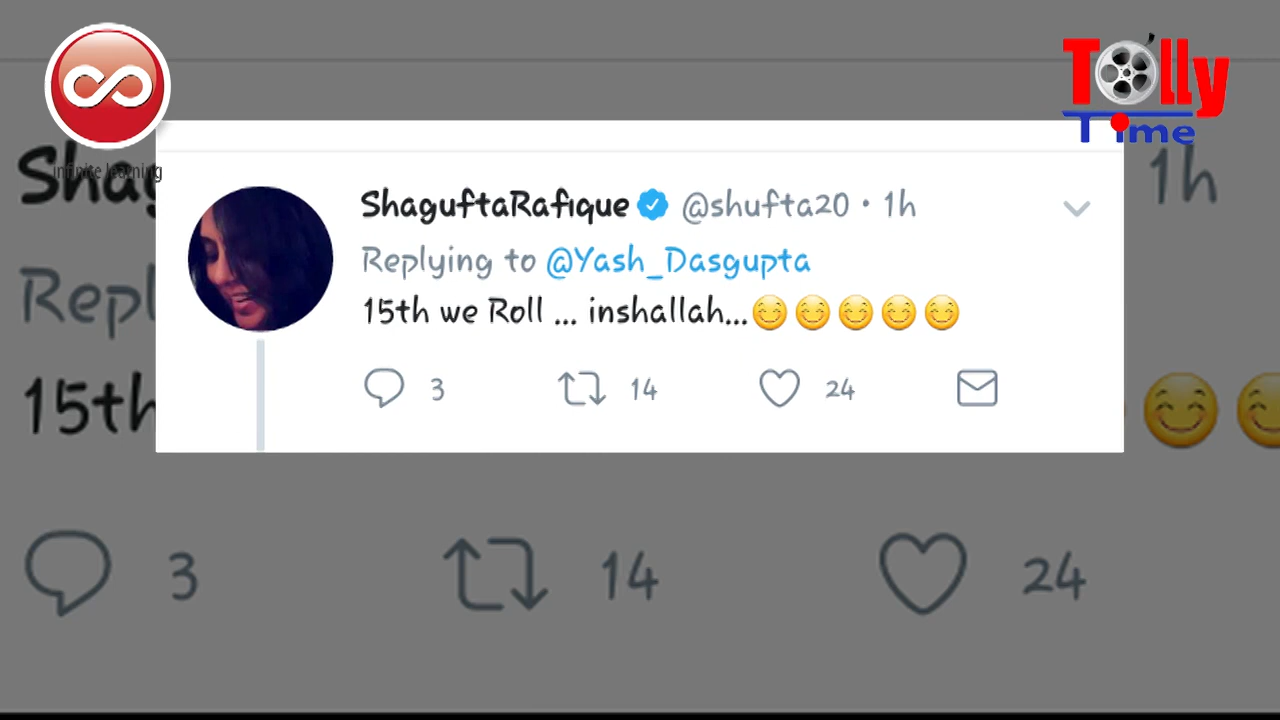 Tolly
Time
infinite learning
ShaguftaRafique @shufta20 • 1h
Replying to @Yash_Dasgupta
15th we Roll ... inshallah...😊😊😊😊😊
3 14 24
Shag 1h
Repl
15th 😊😊
3 14 24